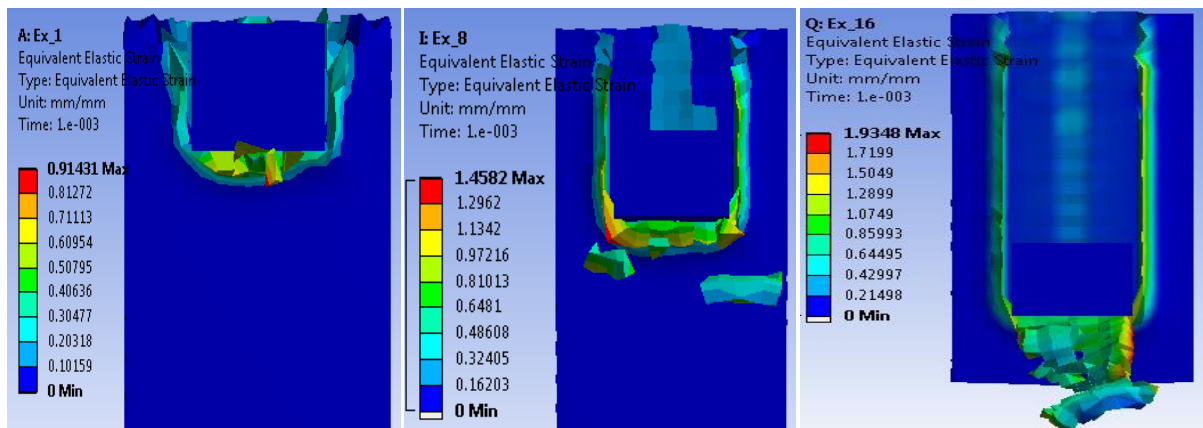 A: Ex_1
Equivalent Elastic Strain
Type: Equivalent Elastic Strain
Unit: mm/mm
Time: 1.e-003
0.91431 Max
0.81272
0.71113
0.60954
0.50795
0.40636
0.30477
0.20318
0.10159
0 Min
I: Ex_8
Equivalent Elastic Strain
Type: Equivalent Elastic Strain
Unit: mm/mm
Time: 1.e-003
1.4582 Max
1.2962
1.1342
0.97216
0.81013
0.6481
0.48608
0.32405
0.16203
0 Min
Q: Ex_16
Equivalent Elastic Strain
Type: Equivalent Elastic Strain
Unit: mm/mm
Time: 1.e-003
1.9348 Max
1.7199
1.5049
1.2899
1.0749
0.85993
0.64495
0.42997
0.21498
0 Min